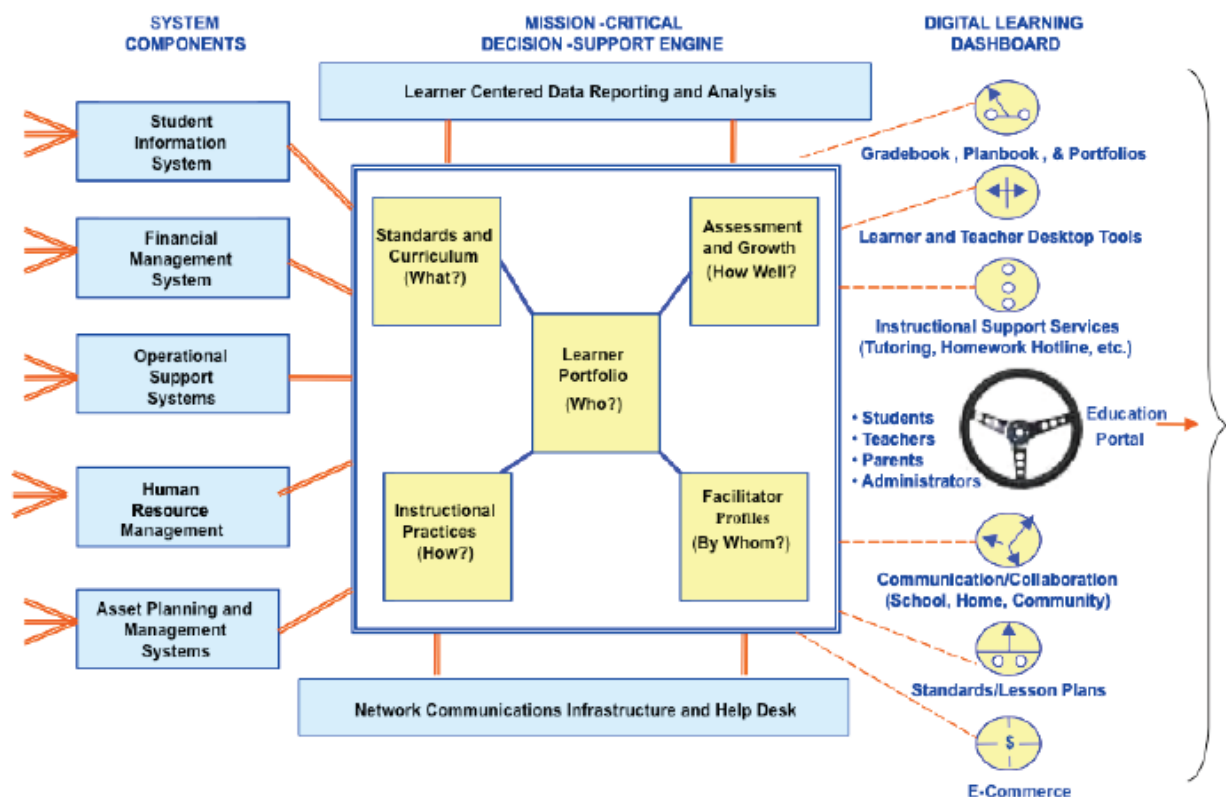 SYSTEM
COMPONENTS
MISSION -CRITICAL
DECISION -SUPPORT ENGINE
DIGITAL LEARNING
DASHBOARD
Student
Information
System
Financial
Management
System
Operational
Support
Systems
Human
Resource
Management
Asset Planning and
Management
Systems
Learner Centered Data Reporting and Analysis
Standards and
Curriculum
(What?)
Assessment
and Growth
(How Well?
Learner
Portfolio
(Who?)
Instructional
Practices
(How?)
Facilitator
Profiles
(By Whom?)
Network Communications Infrastructure and Help Desk
Gradebook , Planbook , & Portfolios
Learner and Teacher Desktop Tools
Instructional Support Services
(Tutoring, Homework Hotline, etc.)
• Students
• Teachers
• Parents
• Administrators
Education
Portal
Communication/Collaboration
(School, Home, Community)
Standards/Lesson Plans
$
E-Commerce